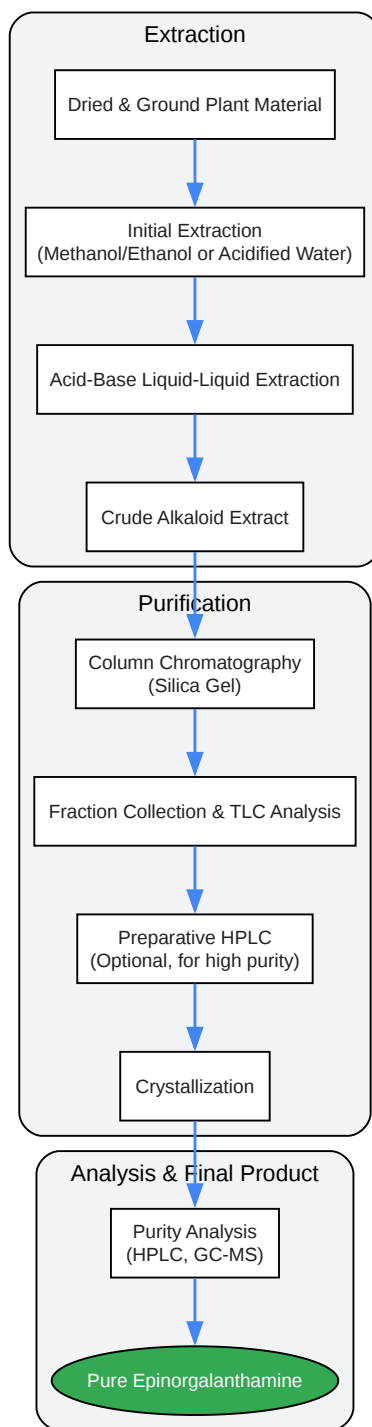 Extraction
Dried & Ground Plant Material
Initial Extraction
(Methanol/Ethanol or Acidified Water)
Acid-Base Liquid-Liquid Extraction
Crude Alkaloid Extract
Purification
Column Chromatography
(Silica Gel)
Fraction Collection & TLC Analysis
Preparative HPLC
(Optional, for high purity)
Crystallization
Analysis & Final Product
Purity Analysis
(HPLC, GC-MS)
Pure Epinorgalanthamine